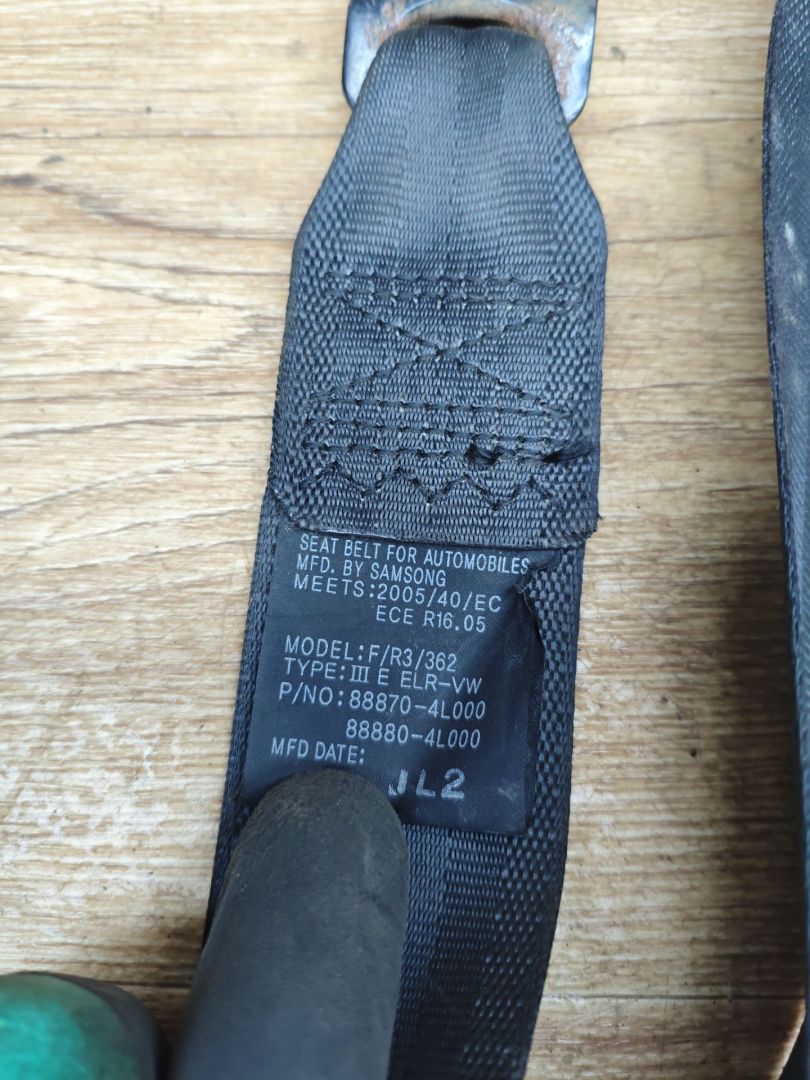 SEAT BELT FOR AUTOMOBILES
MFD. BY SAMSONG
MEETS:2005/40/EC
ECE R16.05
MODEL:F/R3/362
TYPE:III E ELR-VW
P/NO:88870-4L000
88880-4L000
MFD DATE:
JL2